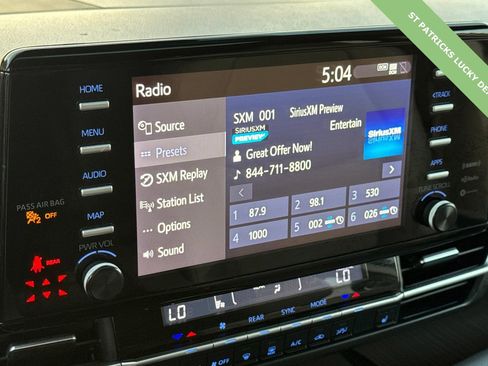 ST PATRICKS LUCKY
Radio
5:04
HOME
MENU
AUDIO
MAP
PASS AIR BAG
OFF
PWR VOL
REAR
Source
Presets
SXM Replay
Station List
Options
Sound
SXM 001 SiriusXM Preview
SIRIUSXM
PREVIEW
Entertain
SiriusXM
Great Offer Now!
844-711-8800
1 87.9
2 98.1
3 530
4 1000
5 002
6 026
TRACK
PHONE
APPS
TUNE SCROLL
LO
LO
REAR
SYNC
MODE
OFF
A/C